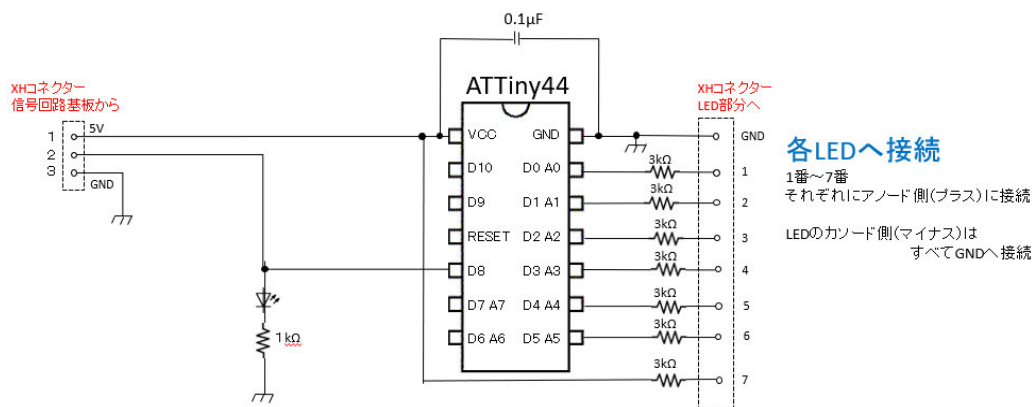 0.1μF
ATTiny44
XHコネクター
信号回路基板から
1
5V
2
3
GND
VCC
D10
D9
RESET
D8
D7 A7
D6 A6
GND
D0 A0
D1 A1
D2 A2
D3 A3
D4 A4
D5 A5
1kΩ
3kΩ
3kΩ
3kΩ
3kΩ
3kΩ
3kΩ
3kΩ
XHコネクター
LED部分へ
GND
1
2
3
4
5
6
7
各LEDへ接続
1番～7番
それぞれにアノード側(プラス)に接続
LEDのカソード側(マイナス)は
すべてGNDへ接続